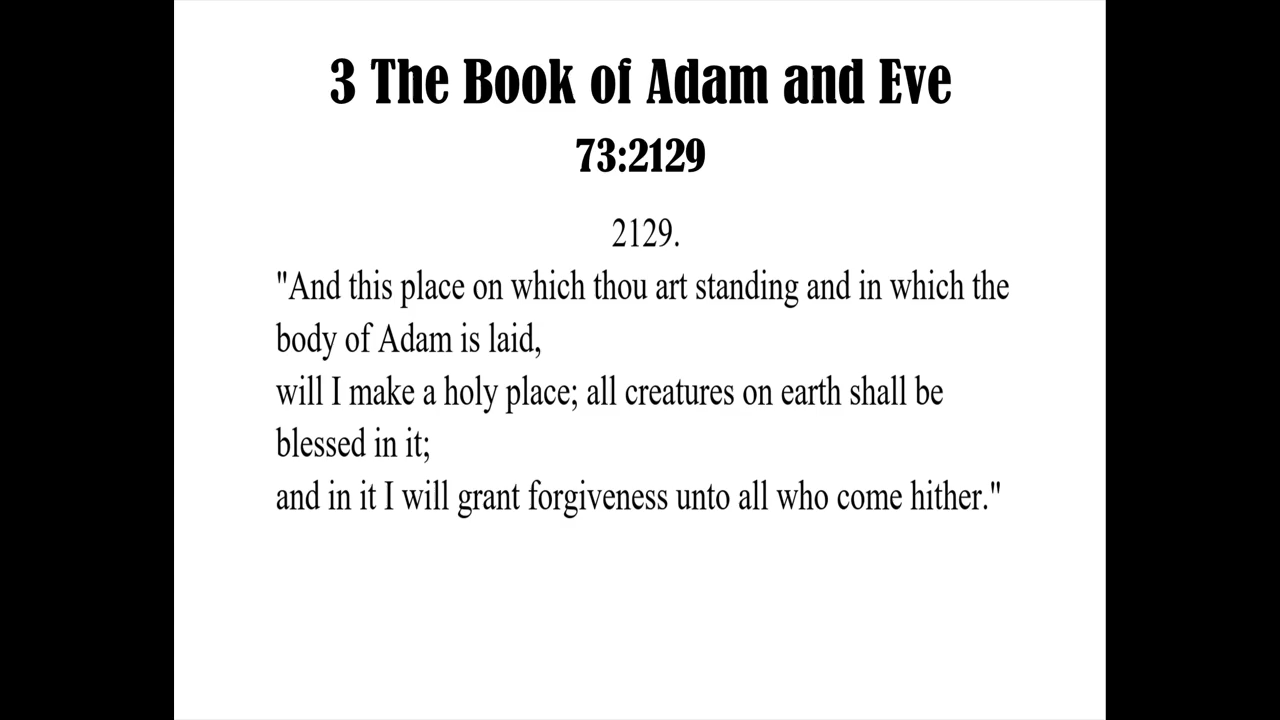 3 The Book of Adam and Eve
73:2129
2129.
"And this place on which thou art standing and in which the
body of Adam is laid,
will I make a holy place; all creatures on earth shall be
blessed in it;
and in it I will grant forgiveness unto all who come hither."